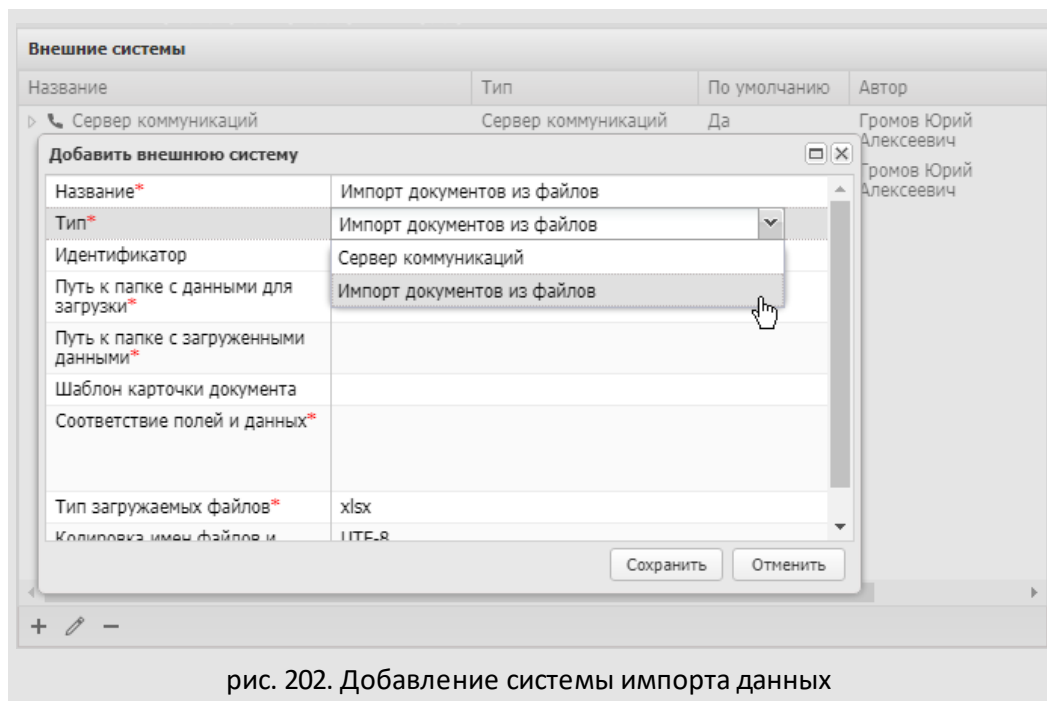 Внешние системы
Название Тип По умолчанию Автор
Сервер коммуникаций Сервер коммуникаций Да Громов Юрий
Алексеевич
Громов Юрий
Алексеевич
Добавить внешнюю систему
Название* Импорт документов из файлов
Тип* Импорт документов из файлов
Идентификатор
Сервер коммуникаций
Импорт документов из файлов
Путь к папке с данными для
загрузки*
Путь к папке с загруженными
данными*
Шаблон карточки документа
Соответствие полей и данных*
Тип загружаемых файлов* xlsx
Кодировка имен файлов и UTF-8
Сохранить Отменить
рис. 202. Добавление системы импорта данных